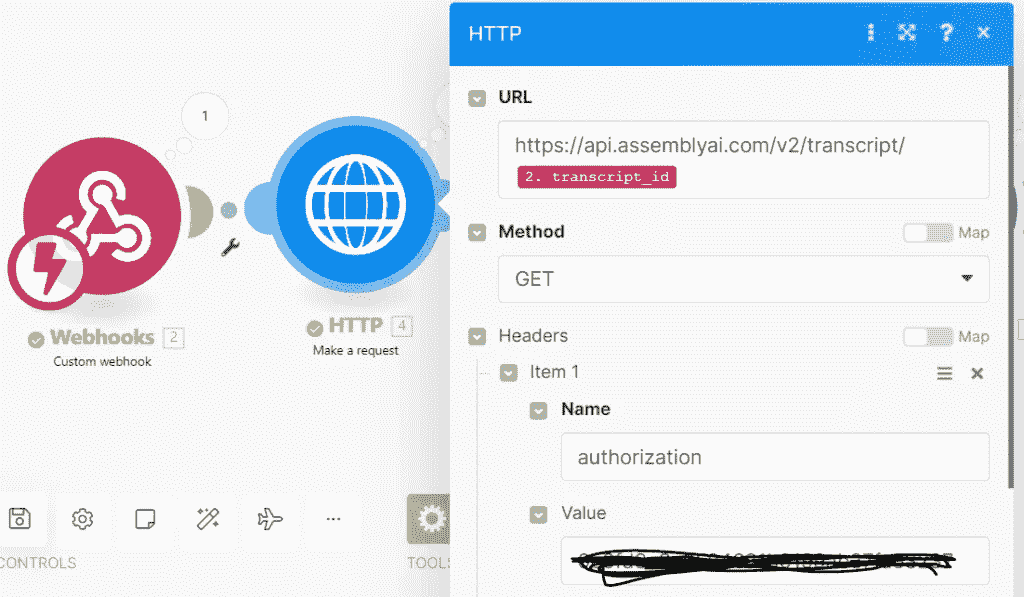 HTTP
URL
https://api.assemblyai.com/v2/transcript/
2. transcript_id
Method
Map
GET
Headers
Map
Item 1
Name
authorization
Value
1
Webhooks 2
Custom webhook
HTTP 4
Make a request
CONTROLS
TOOLS